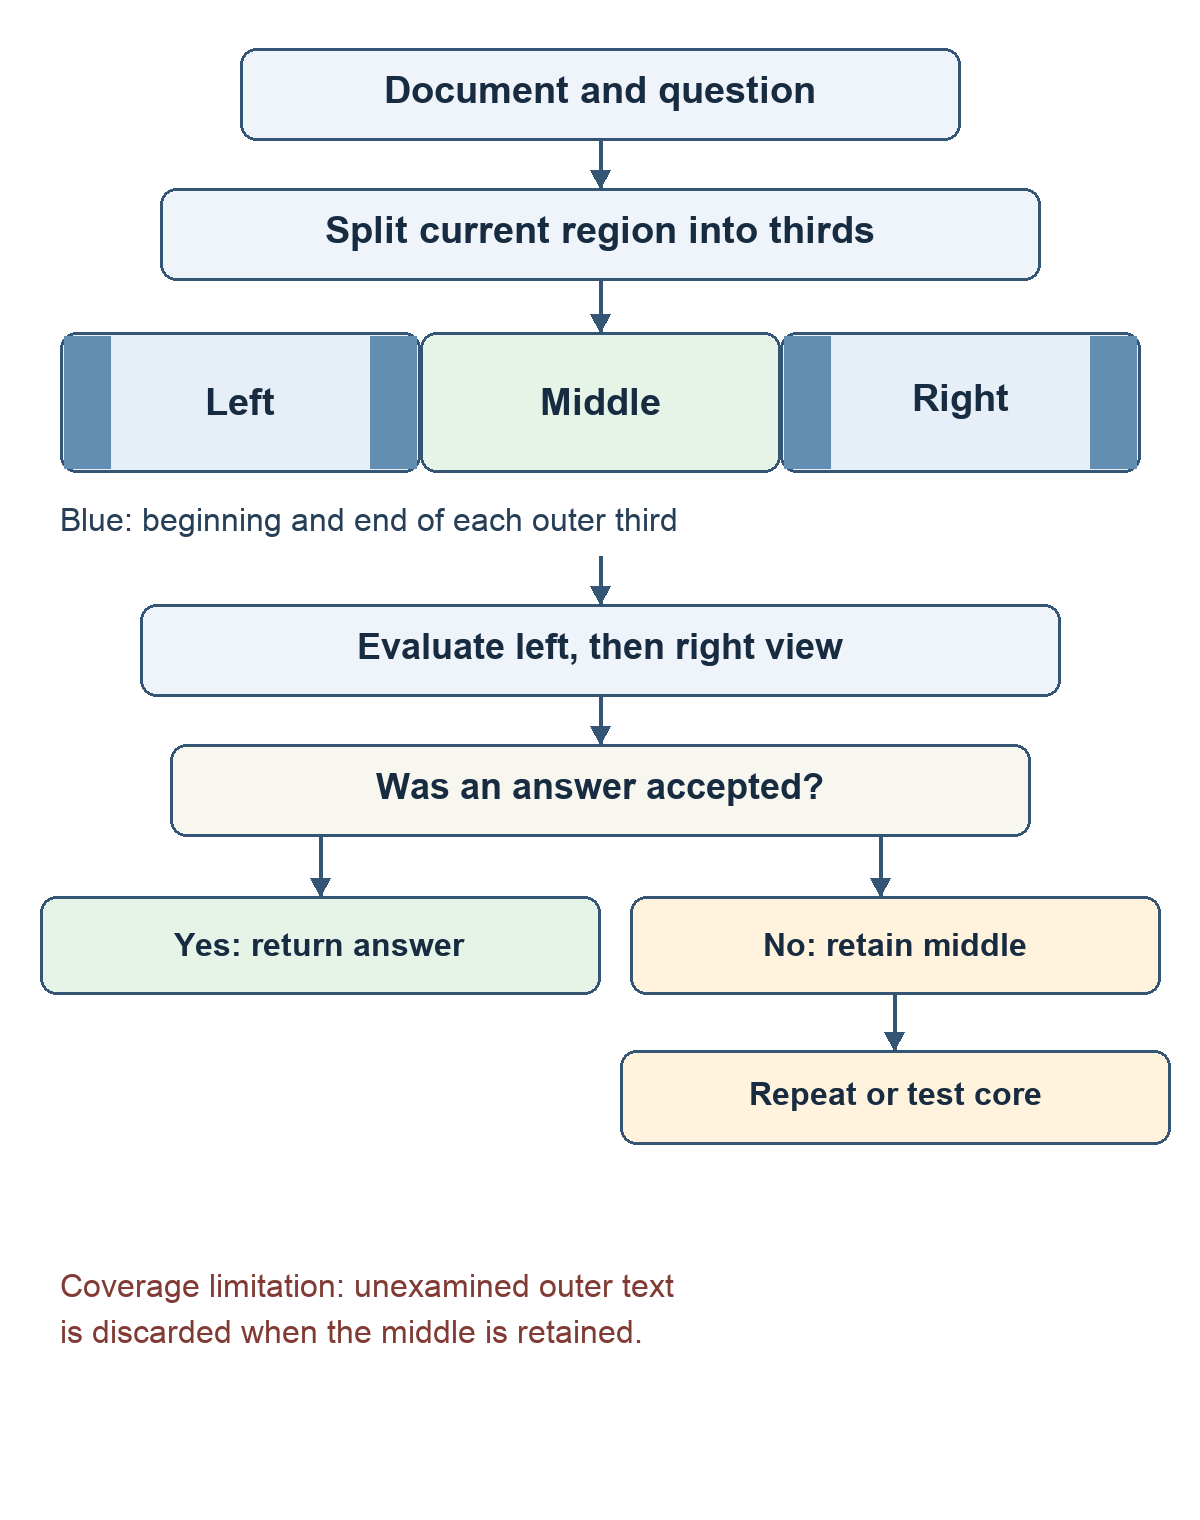 Document and question
Split current region into thirds
Left
Middle
Right
Blue: beginning and end of each outer third
Evaluate left, then right view
Was an answer accepted?
Yes: return answer
No: retain middle
Repeat or test core
Coverage limitation: unexamined outer text
is discarded when the middle is retained.